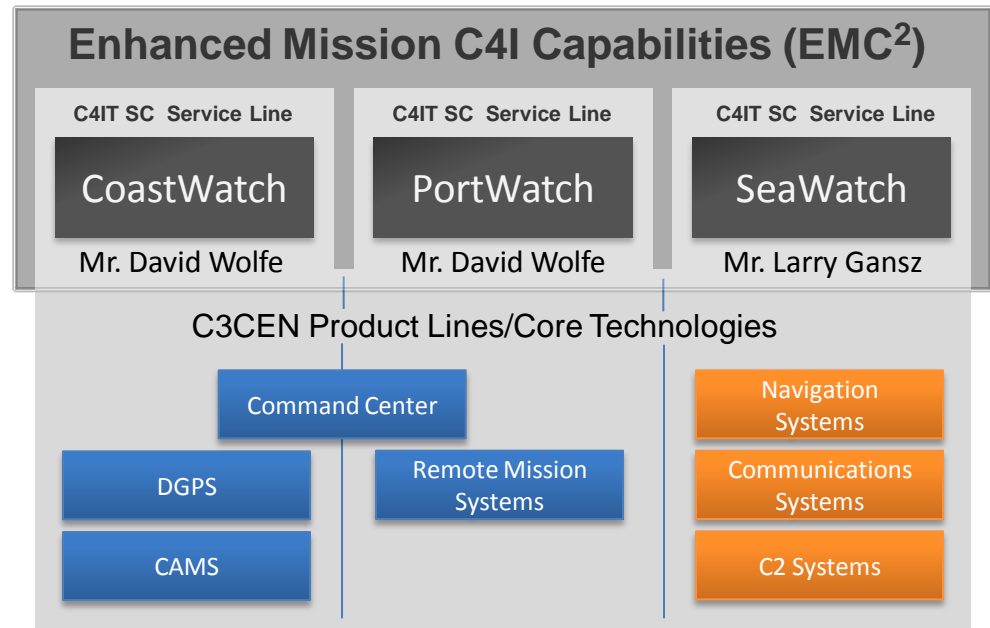 Enhanced Mission C4I Capabilities (EMC²)
C4IT SC Service Line
CoastWatch
Mr. David Wolfe
C4IT SC Service Line
PortWatch
Mr. David Wolfe
C4IT SC Service Line
SeaWatch
Mr. Larry Gansz
C3CEN Product Lines/Core Technologies
Command Center
DGPS
CAMS
Remote Mission
Systems
Navigation
Systems
Communications
Systems
C2 Systems